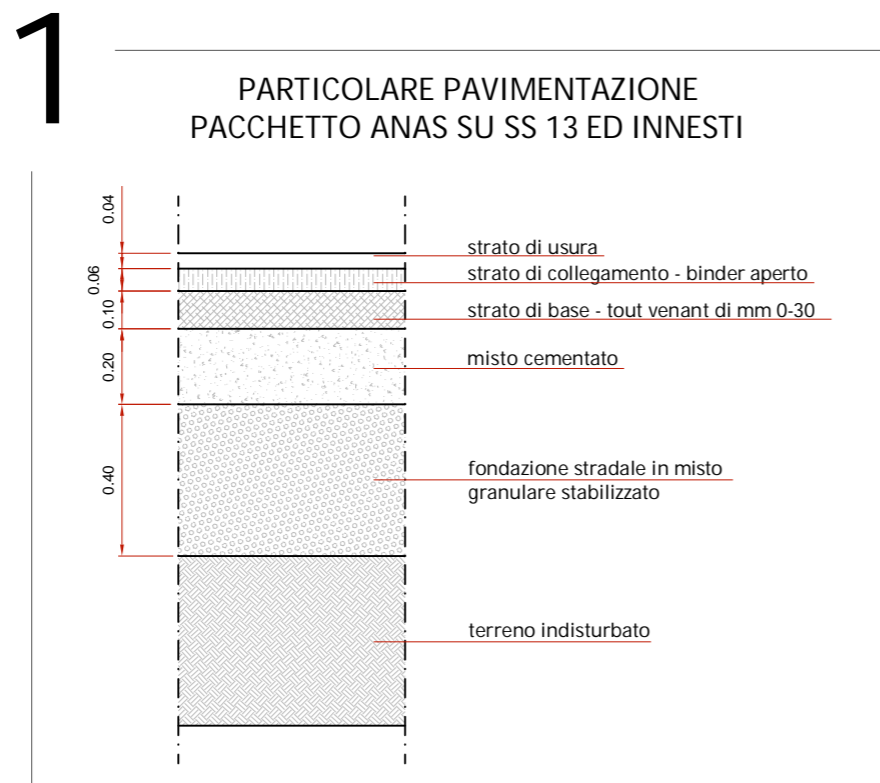 1
PARTICOLARE PAVIMENTAZIONE
PACCHETTO ANAS SU SS 13 ED INNESTI
0.04
strato di usura
0.06
strato di collegamento - binder aperto
0.10
strato di base - tout venant di mm 0-30
0.20
misto cementato
0.40
fondazione stradale in misto
granulare stabilizzato
terreno indisturbato